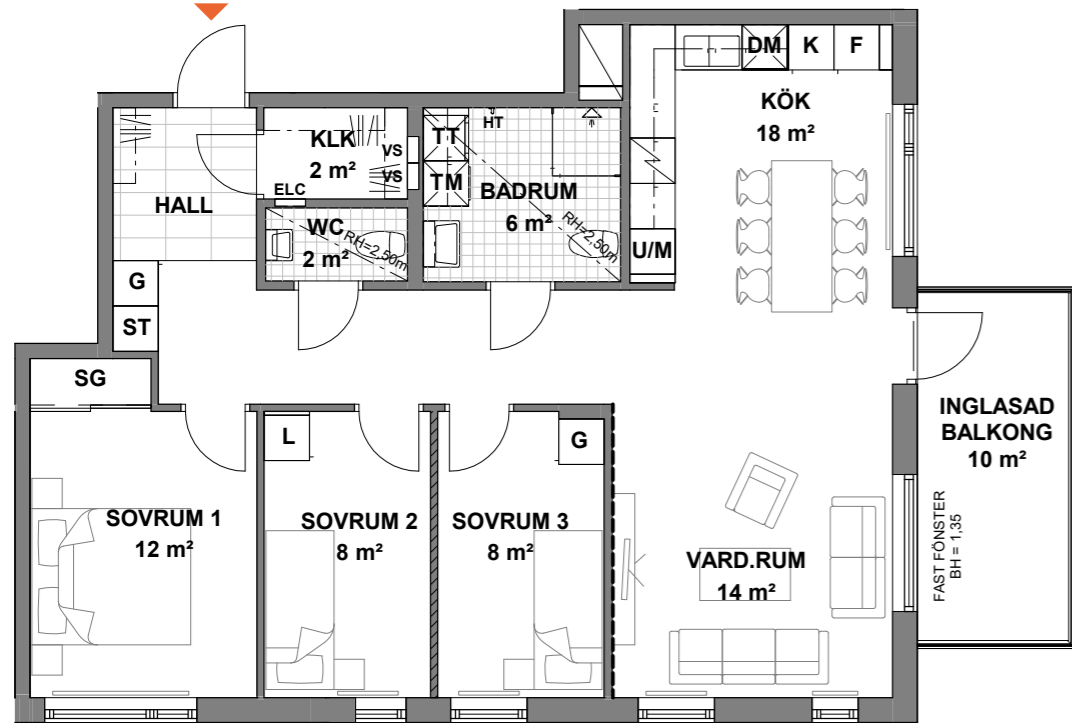 DM
K
F
KÖK
18 m²
HT
KLK
2 m²
VS
VS
TT
TM
BADRUM
6 m²
RH=2,50m
ELC
HALL
WC
2 m²
RH=2,50m
U/M
G
ST
SG
L
G
INGLASAD
BALKONG
10 m²
FAST FÖNSTER
BH = 1,35
SOVRUM 1
12 m²
SOVRUM 2
8 m²
SOVRUM 3
8 m²
VARD.RUM
14 m²